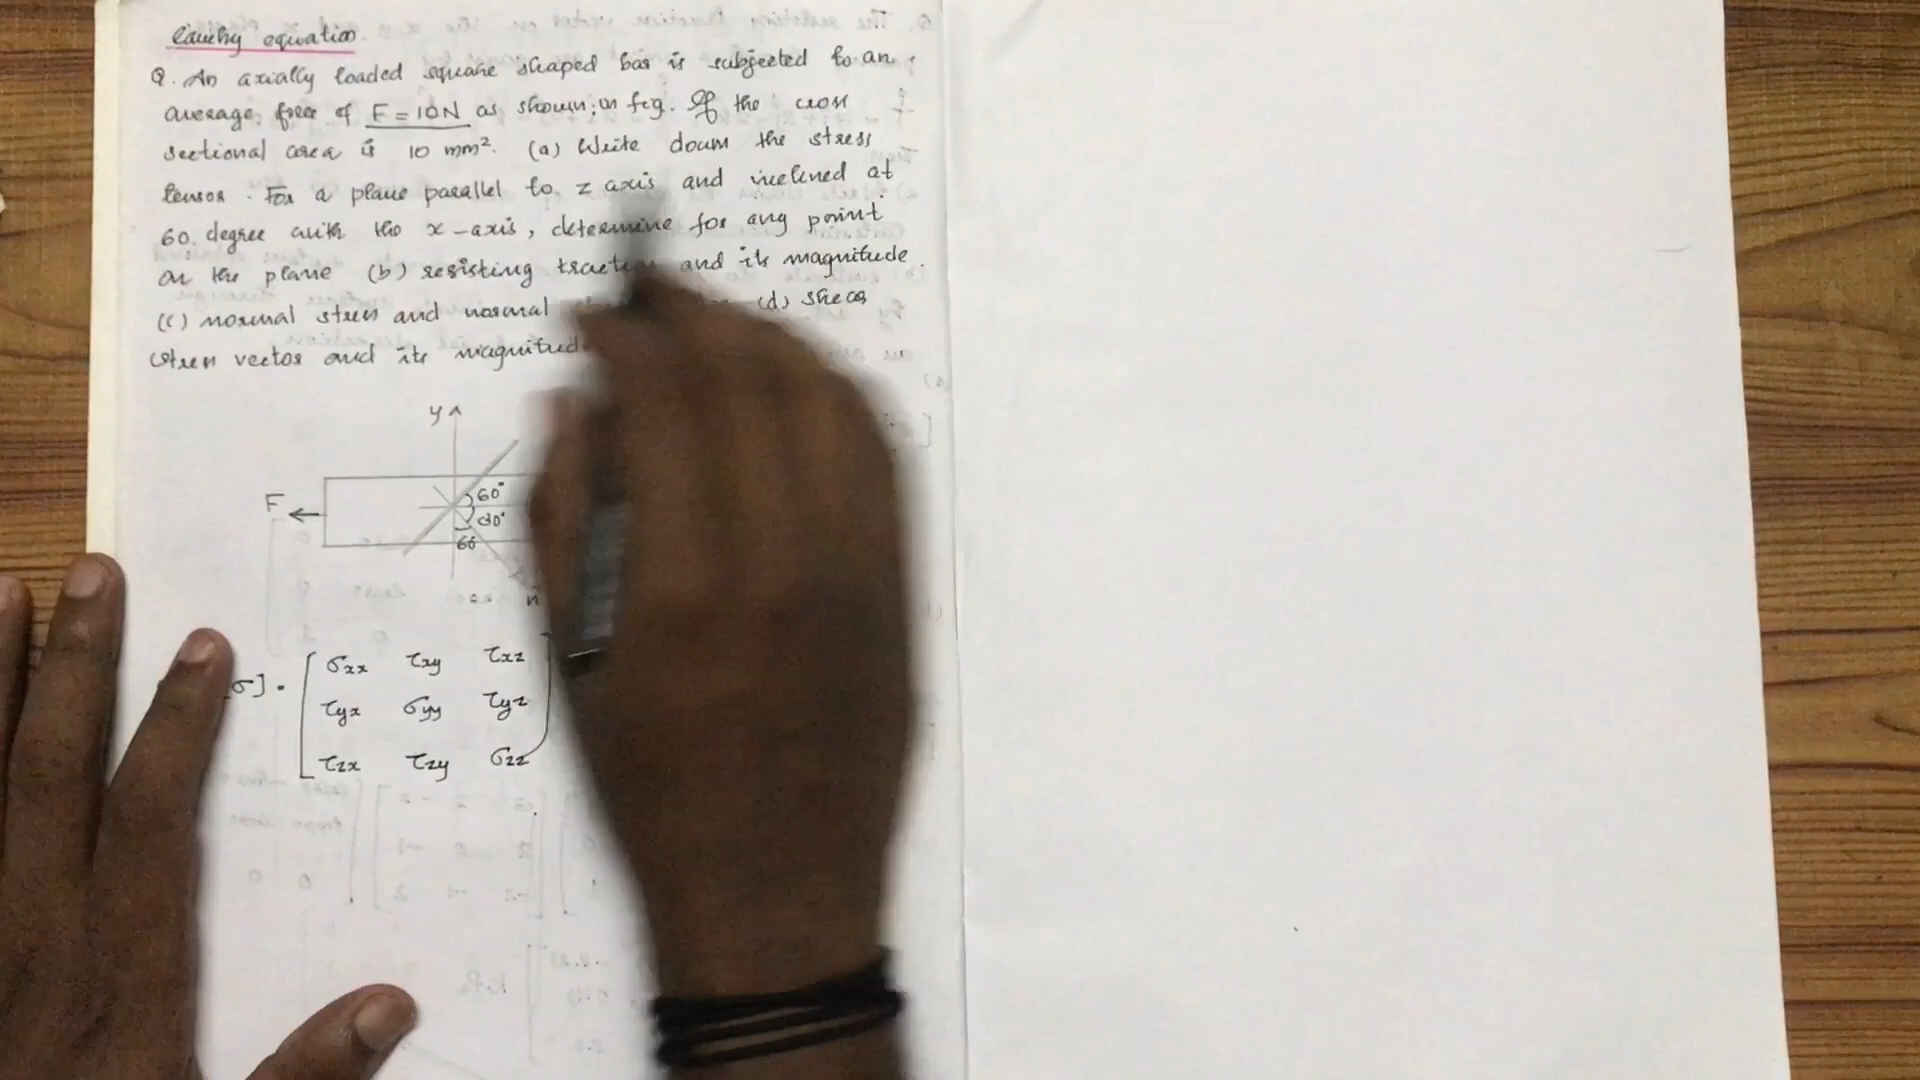 Cauchy equation
Q. An axially loaded square shaped bar is subjected to an
average force of F = 10N as shown in fig. If the cross
sectional area is 10 mm². (a) Write down the stress
tensor. For a plane parallel to z axis and inclined at
60 degree with the x-axis, determine for any point
on the plane (b) resisting traction and its magnitude.
(c) normal stress and normal (d) shear
stress vector and its magnitud
y
F
60°
30°
60
n
σ] =
σxx τxy τxz
τyx σyy τyz
τzx τzy σzz